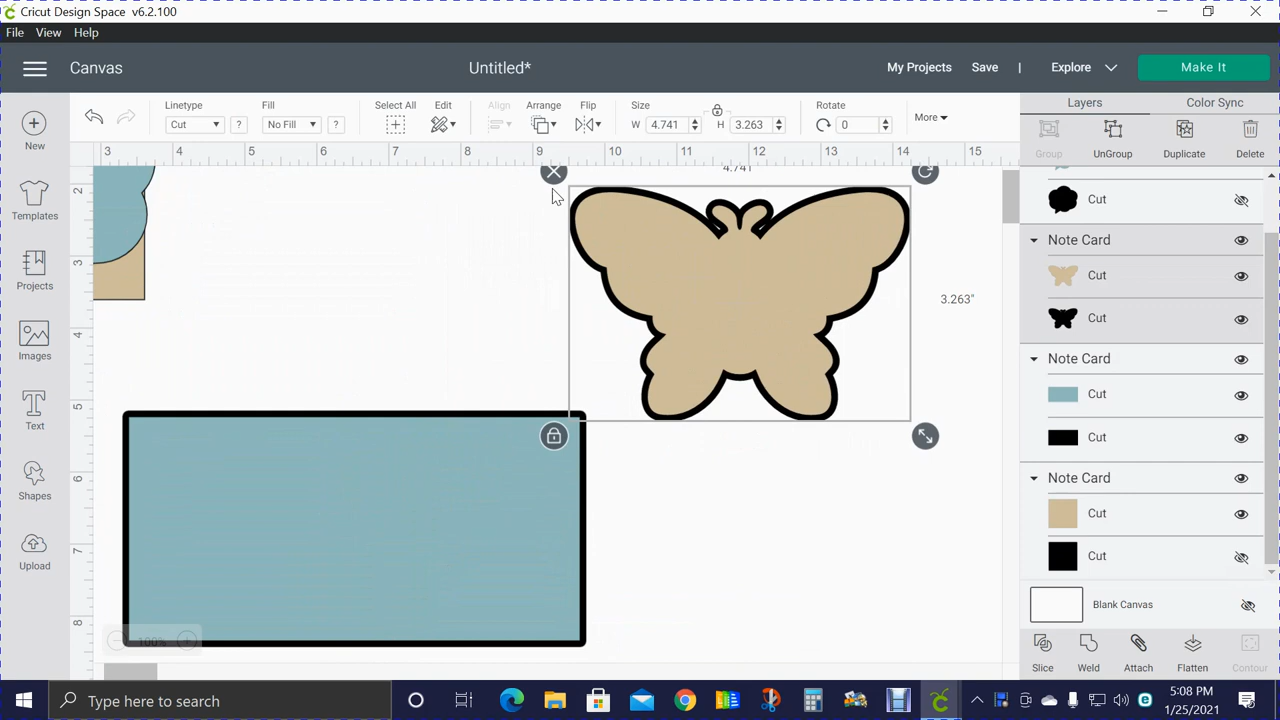 Cricut Design Space v6.2.100
File View Help
Canvas
Untitled*
My Projects Save | Explore Make It
Linetype Fill Select All Edit Align Arrange Flip Size Rotate
Cut ? No Fill ? W 4.741 H 3.263 0 More
Layers Color Sync
Group UnGroup Duplicate Delete
3 4 5 6 7 8 9 10 11 12 13 14 15
2
3
4
5
6
7
8
4.741"
3.263"
New
Templates
Projects
Images
Text
Shapes
Upload
Cut
Note Card
Cut
Cut
Note Card
Cut
Cut
Note Card
Cut
Cut
Blank Canvas
Slice Weld Attach Flatten Contour
100%
Type here to search
5:08 PM
1/25/2021